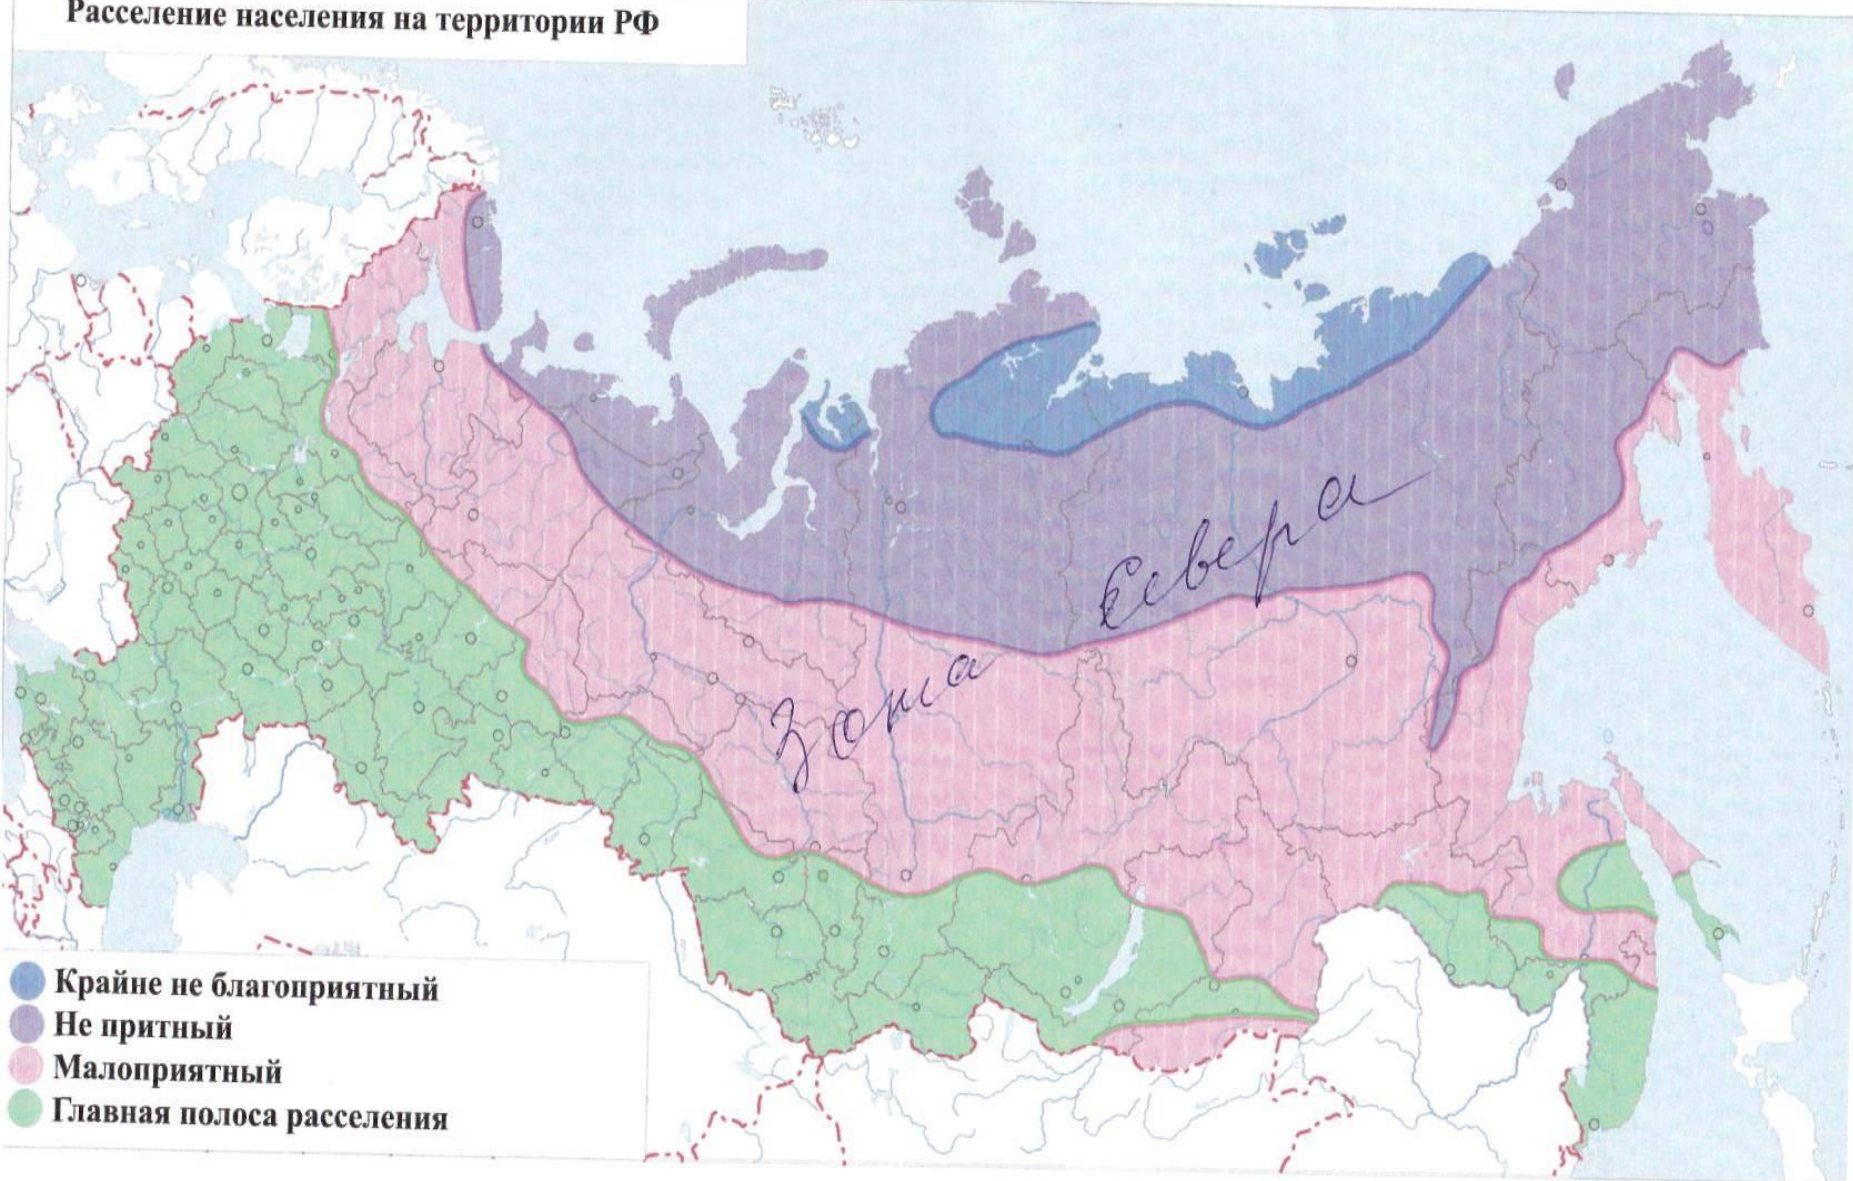 Расселение населения на территории РФ
Зона Севера
Крайне не благоприятный
Не притный
Малоприятный
Главная полоса расселения